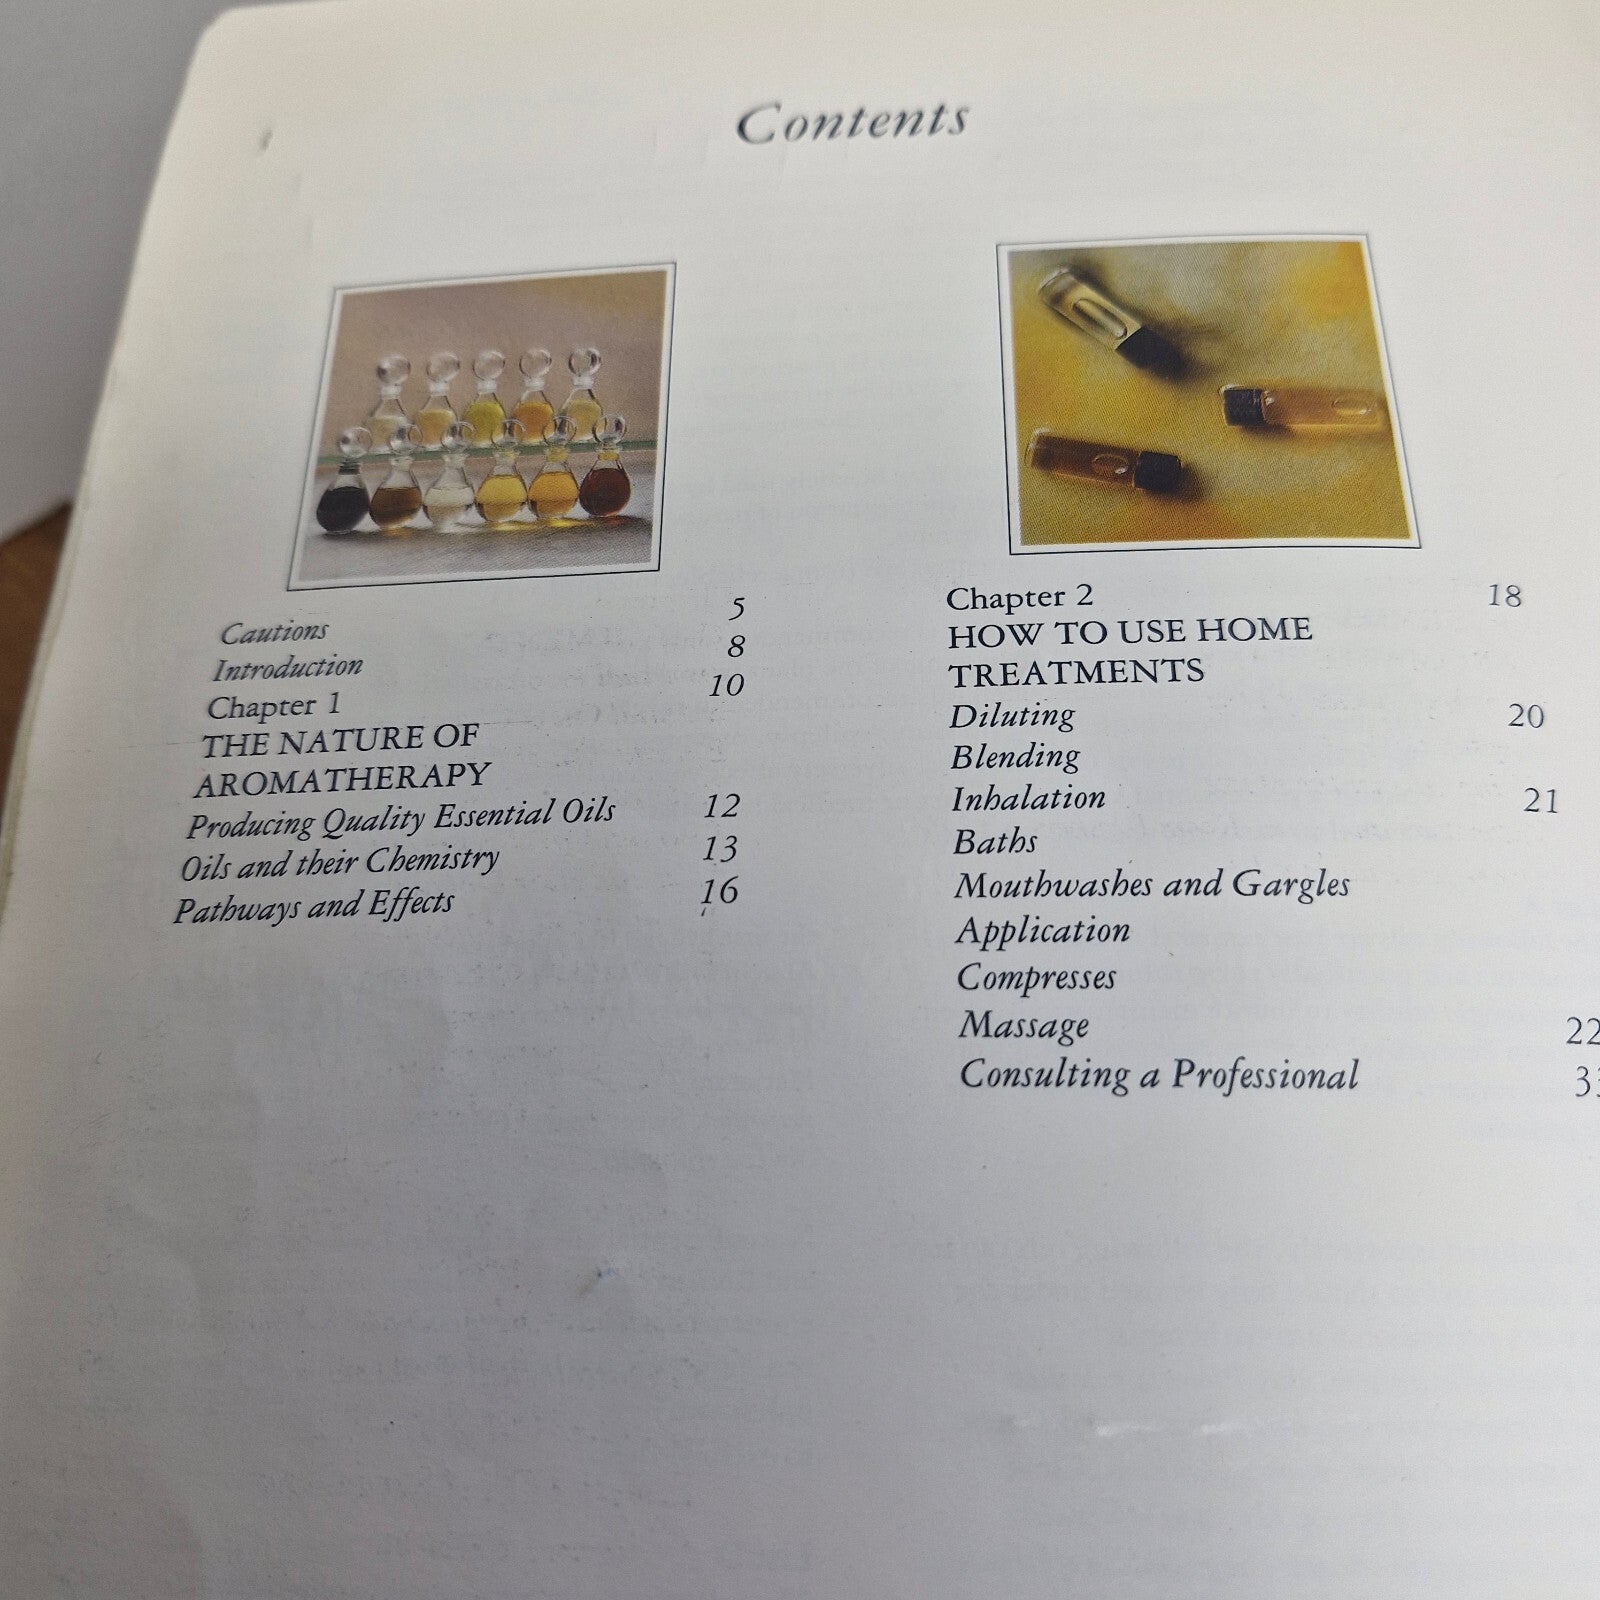 Contents
Cautions 5
Introduction 8
Chapter 1 10
THE NATURE OF
AROMATHERAPY
Producing Quality Essential Oils 12
Oils and their Chemistry 13
Pathways and Effects 16
Chapter 2 18
HOW TO USE HOME
TREATMENTS
Diluting 20
Blending
Inhalation 21
Baths
Mouthwashes and Gargles
Application
Compresses
Massage 22
Consulting a Professional